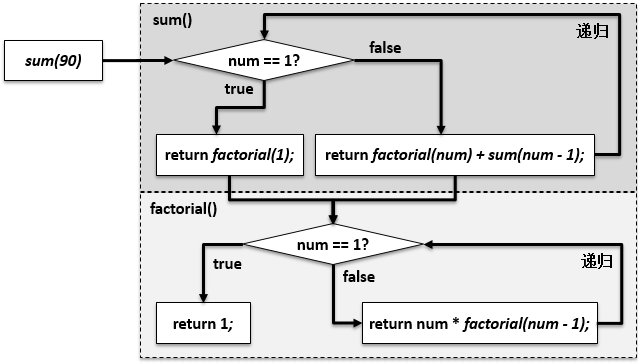 sum()
递归
sum(90)
num == 1?
false
true
return factorial(1);
return factorial(num) + sum(num - 1);
factorial()
num == 1?
true
false
递归
return 1;
return num * factorial(num - 1);